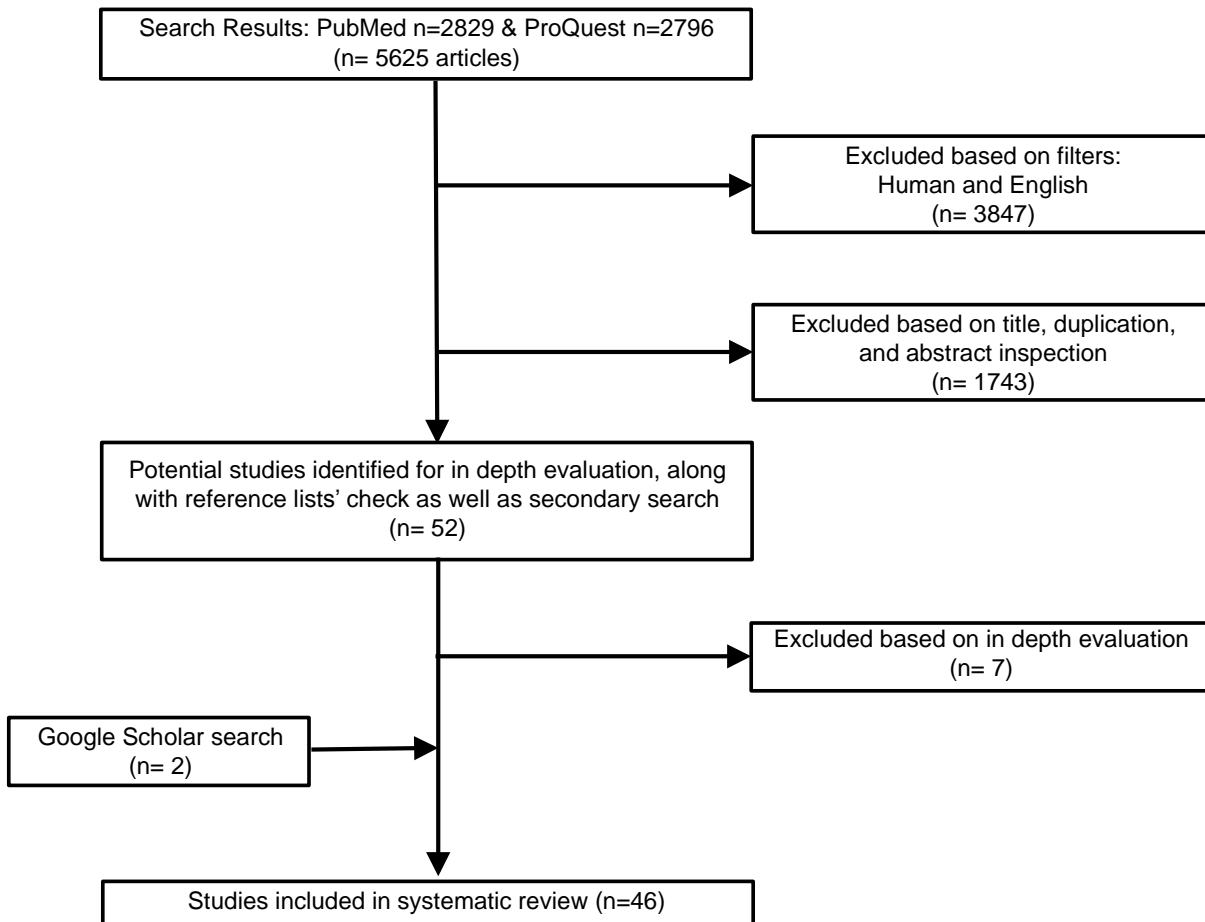 Search Results: PubMed n=2829 & ProQuest n=2796
(n= 5625 articles)
Excluded based on filters:
Human and English
(n= 3847)
Excluded based on title, duplication,
and abstract inspection
(n= 1743)
Potential studies identified for in depth evaluation, along
with reference lists’ check as well as secondary search
(n= 52)
Excluded based on in depth evaluation
(n= 7)
Google Scholar search
(n= 2)
Studies included in systematic review (n=46)